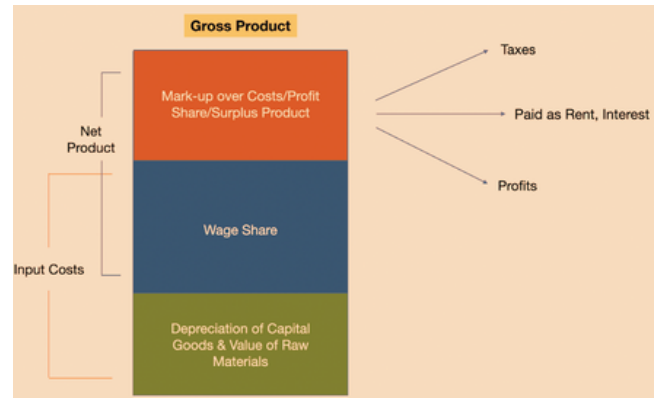 Gross Product
Mark-up over Costs/Profit
Share/Surplus Product
Taxes
Paid as Rent, Interest
Profits
Net
Product
Wage Share
Input Costs
Depreciation of Capital
Goods & Value of Raw
Materials